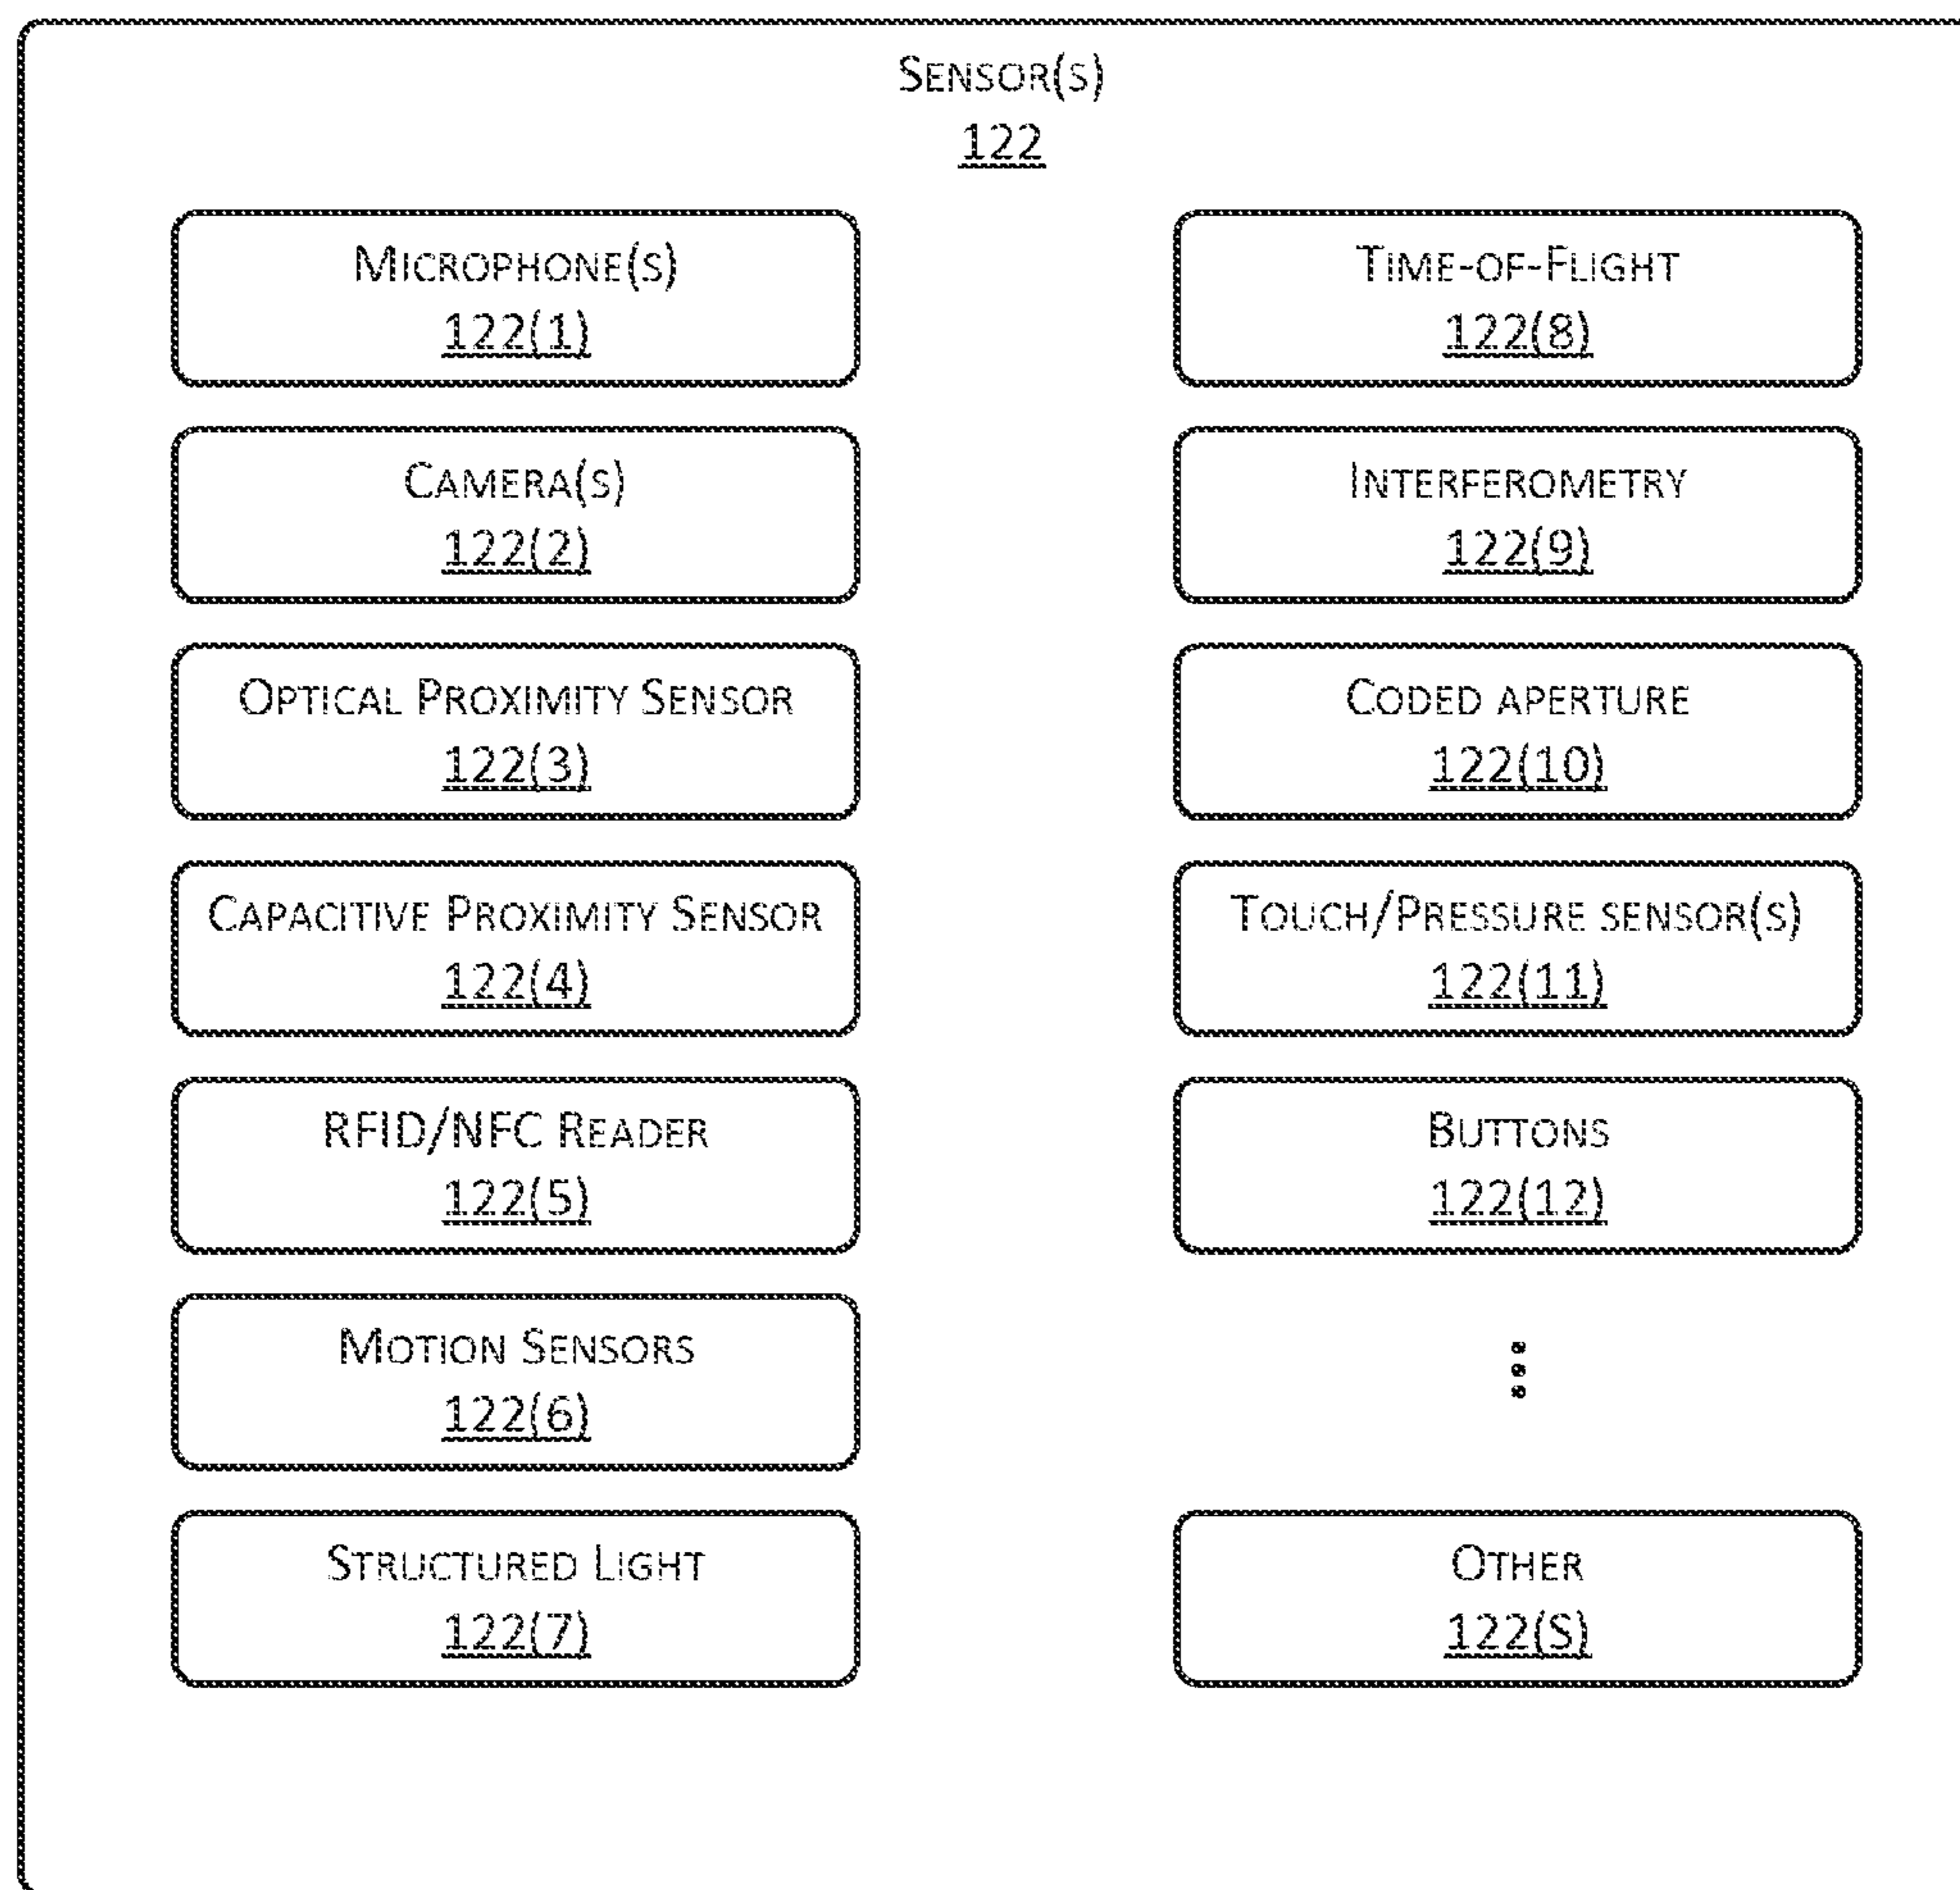 SENSOR(S)
122
MICROPHONE(S)
122(1)
CAMERA(S)
122(2)
OPTICAL PROXIMITY SENSOR
122(3)
CAPACITIVE PROXIMITY SENSOR
122(4)
RFID/NFC READER
122(5)
MOTION SENSORS
122(6)
STRUCTURED LIGHT
122(7)
TIME-OF-FLIGHT
122(8)
INTERFEROMETRY
122(9)
CODED APERTURE
122(10)
TOUCH/PRESSURE SENSOR(S)
122(11)
BUTTONS
122(12)
OTHER
122(S)